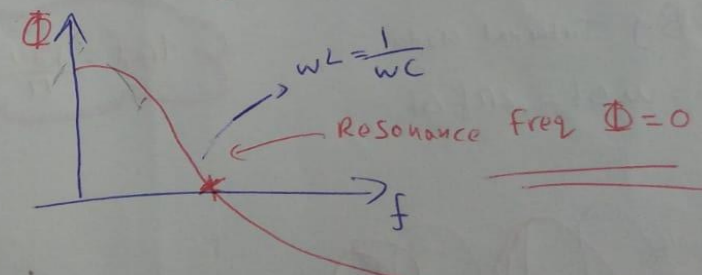 Φ
wL = 1/wC
Resonance freq Φ = 0
f